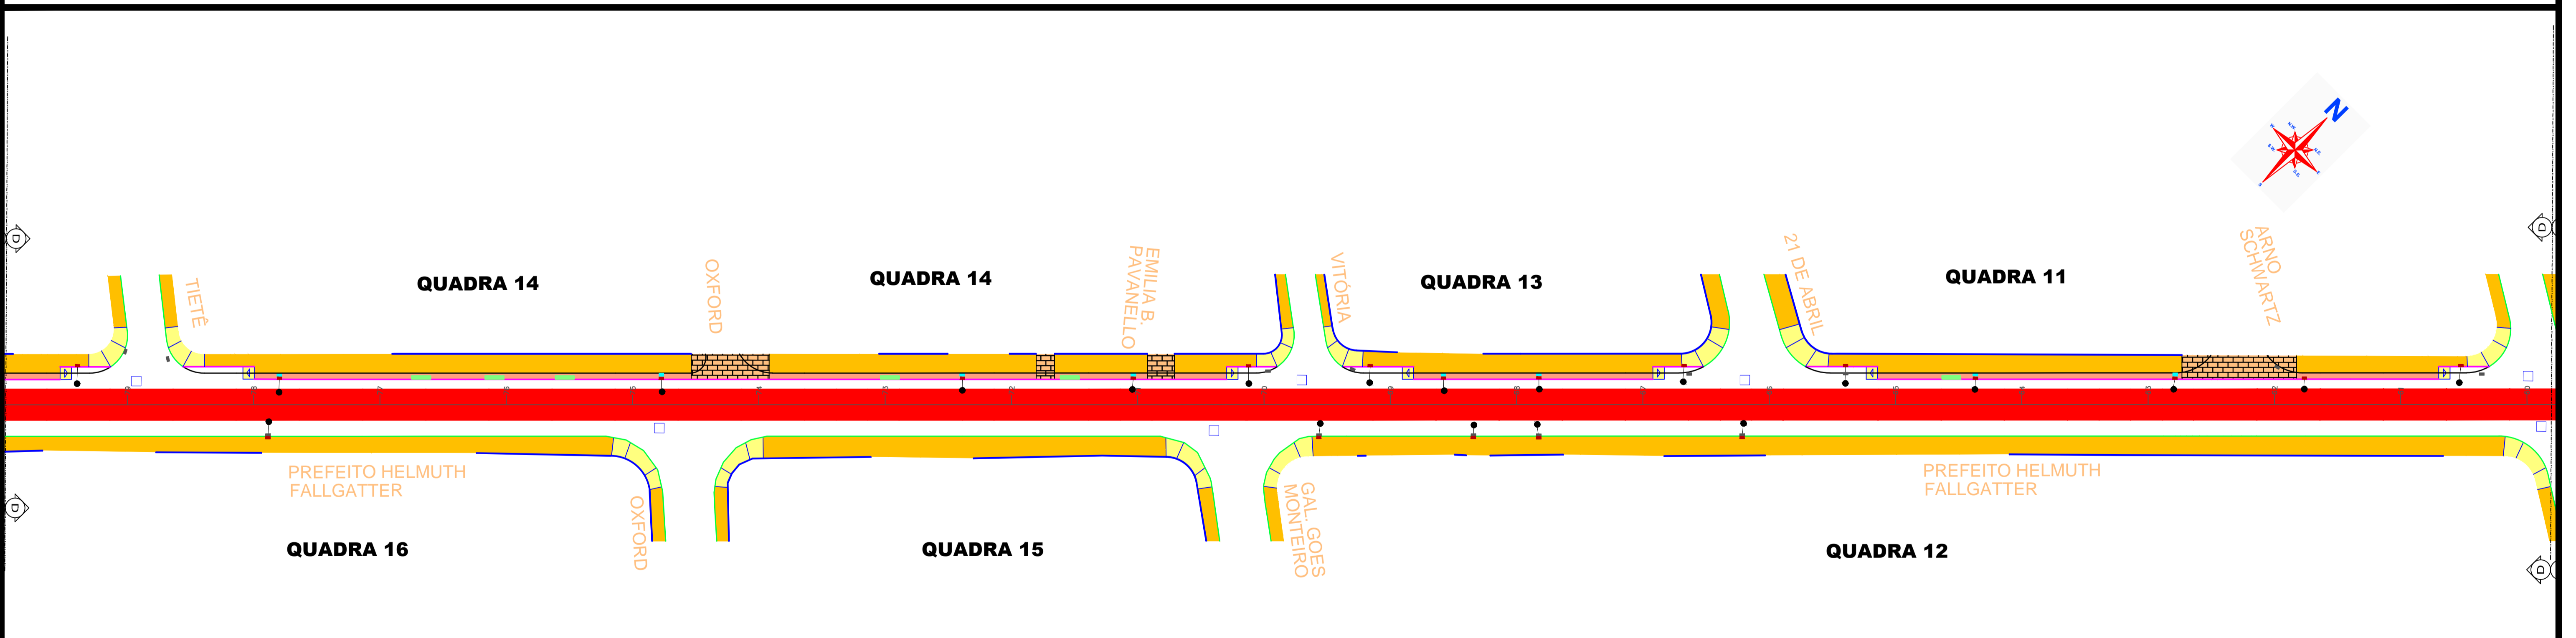 N
D
D
TIETÊ
QUADRA 14
OXFORD
QUADRA 14
EMILIA B.
PAVANELLO
VITÓRIA
QUADRA 13
21 DE ABRIL
QUADRA 11
ARNO
SCHWARTZ
PREFEITO HELMUTH
FALLGATTER
OXFORD
GAL. GOES
MONTEIRO
PREFEITO HELMUTH
FALLGATTER
D
D
QUADRA 16
QUADRA 15
QUADRA 12